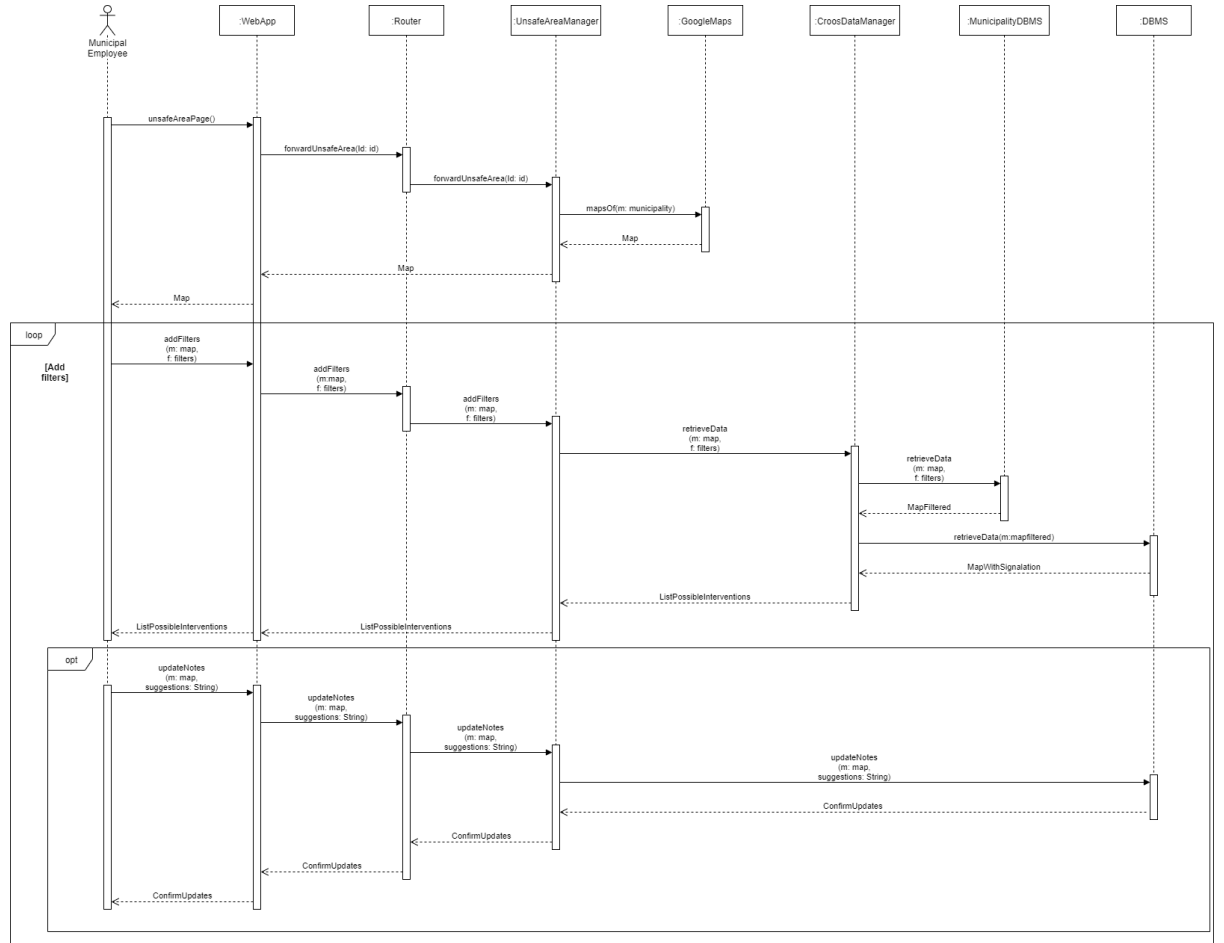 Municipal
Employee
:WebApp
:Router
:UnsafeAreaManager
:GoogleMaps
:CroosDataManager
:MunicipalityDBMS
:DBMS
unsafeAreaPage()
forwardUnsafeArea(Id: id)
forwardUnsafeArea(Id: id)
mapsOf(m: municipality)
Map
Map
Map
loop
[Add
filters]
addFilters
(m: map,
f: filters)
addFilters
(m:map,
f: filters)
addFilters
(m: map,
f: filters)
retrieveData
(m: map,
f: filters)
retrieveData
(m: map,
f: filters)
MapFiltered
retrieveData(m:mapfiltered)
MapWithSignalation
ListPossibleInterventions
ListPossibleInterventions
ListPossibleInterventions
opt
updateNotes
(m: map,
suggestions: String)
updateNotes
(m: map,
suggestions: String)
updateNotes
(m: map,
suggestions: String)
updateNotes
(m: map,
suggestions: String)
ConfirmUpdates
ConfirmUpdates
ConfirmUpdates
ConfirmUpdates